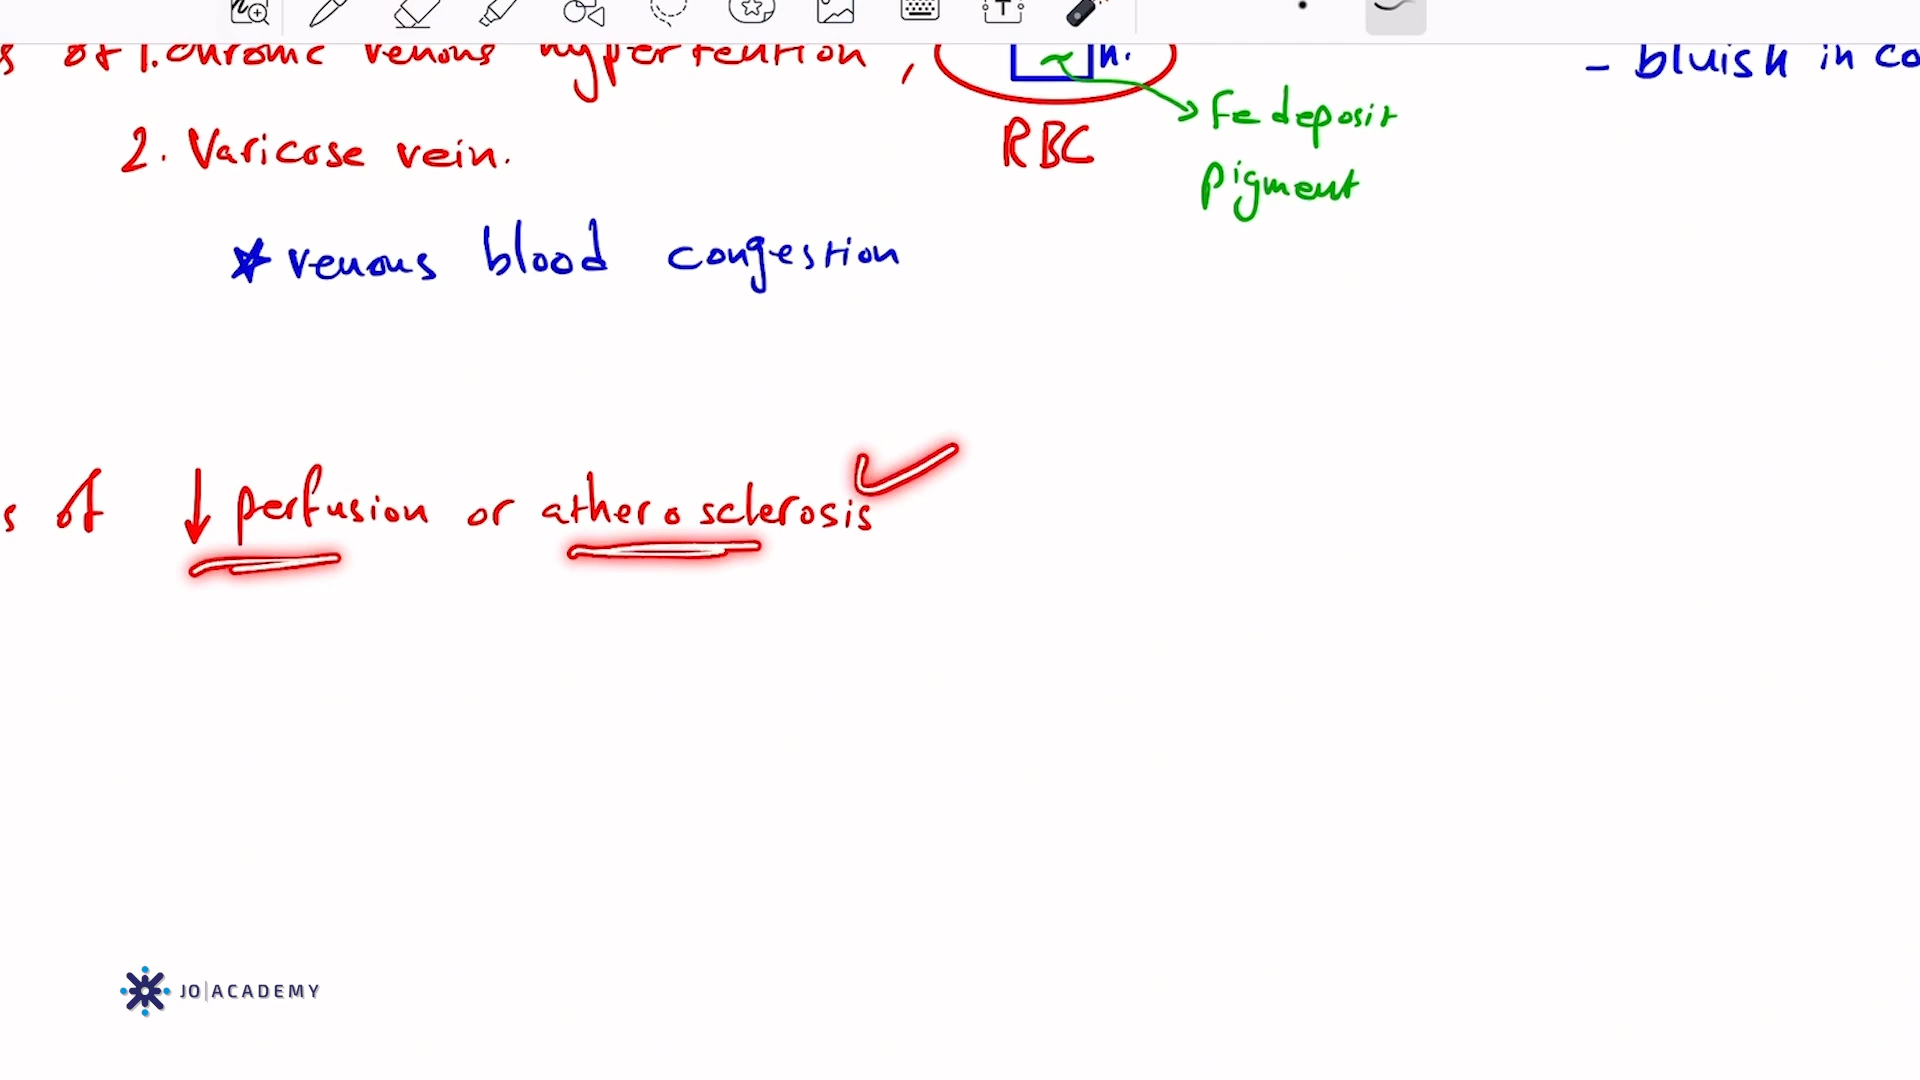 s of 1. chronic venous hypertention , h.
- bluish in co
Fe deposit
pigment
RBC
2. Varicose vein.
* venous blood congestion
s of ↓ perfusion or atherosclerosis
JO|ACADEMY